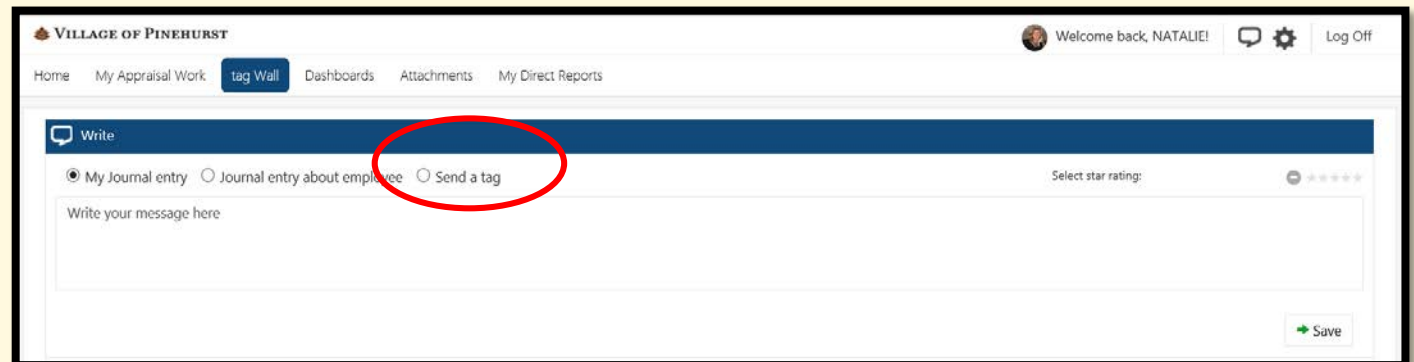 VILLAGE OF PINEHURST Welcome back, NATALIE! Log Off
Home My Appraisal Work tag Wall Dashboards Attachments My Direct Reports
Write
My Journal entry Journal entry about employee Send a tag Select star rating:
Write your message here
Save